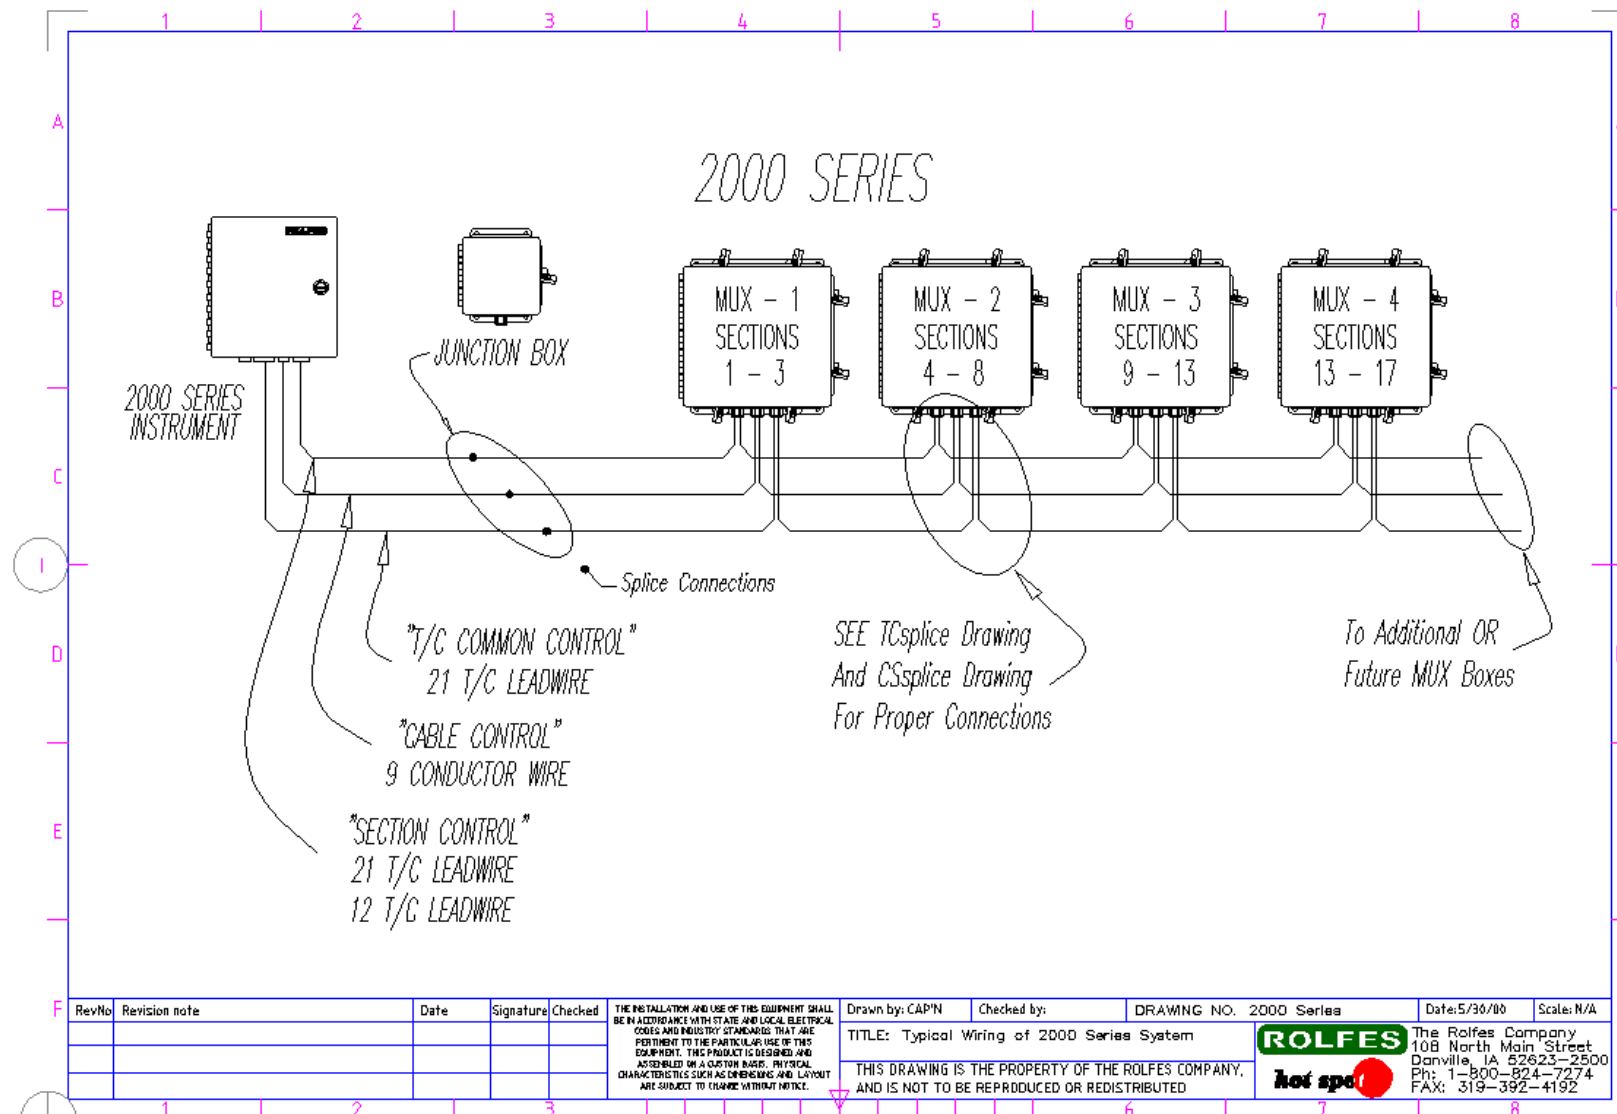 1 2 3 4 5 6 7 8
A
B
C
D
E
F
I
2000 SERIES
MUX - 1
SECTIONS
1 - 3
MUX - 2
SECTIONS
4 - 8
MUX - 3
SECTIONS
9 - 13
MUX - 4
SECTIONS
13 - 17
JUNCTION BOX
2000 SERIES
INSTRUMENT
Splice Connections
"T/C COMMON CONTROL"
21 T/C LEADWIRE
"CABLE CONTROL"
9 CONDUCTOR WIRE
"SECTION CONTROL"
21 T/C LEADWIRE
12 T/C LEADWIRE
SEE TCsplice Drawing
And CSsplice Drawing
For Proper Connections
To Additional OR
Future MUX Boxes
RevNo Revision note Date Signature Checked
THE INSTALLATION AND USE OF THIS EQUIPMENT SHALL
BE IN ACCORDANCE WITH STATE AND LOCAL ELECTRICAL
CODES AND INDUSTRY STANDARDS THAT ARE
PERTINENT TO THE PARTICULAR USE OF THIS
EQUIPMENT. THIS PRODUCT IS DESIGNED AND
ASSEMBLED ON A CUSTOM BASIS. PHYSICAL
CHARACTERISTICS SUCH AS DIMENSIONS AND LAYOUT
ARE SUBJECT TO CHANGE WITHOUT NOTICE.
Drawn by: CAP'N Checked by: DRAWING NO. 2000 Series Date:5/30/00 Scale: N/A
TITLE: Typical Wiring of 2000 Series System
THIS DRAWING IS THE PROPERTY OF THE ROLFES COMPANY,
AND IS NOT TO BE REPRODUCED OR REDISTRIBUTED
ROLFES
hot spot
The Rolfes Company
108 North Main Street
Danville, IA 52623-2500
Ph: 1-800-824-7274
FAX: 319-392-4192
1 2 3 6 7 8